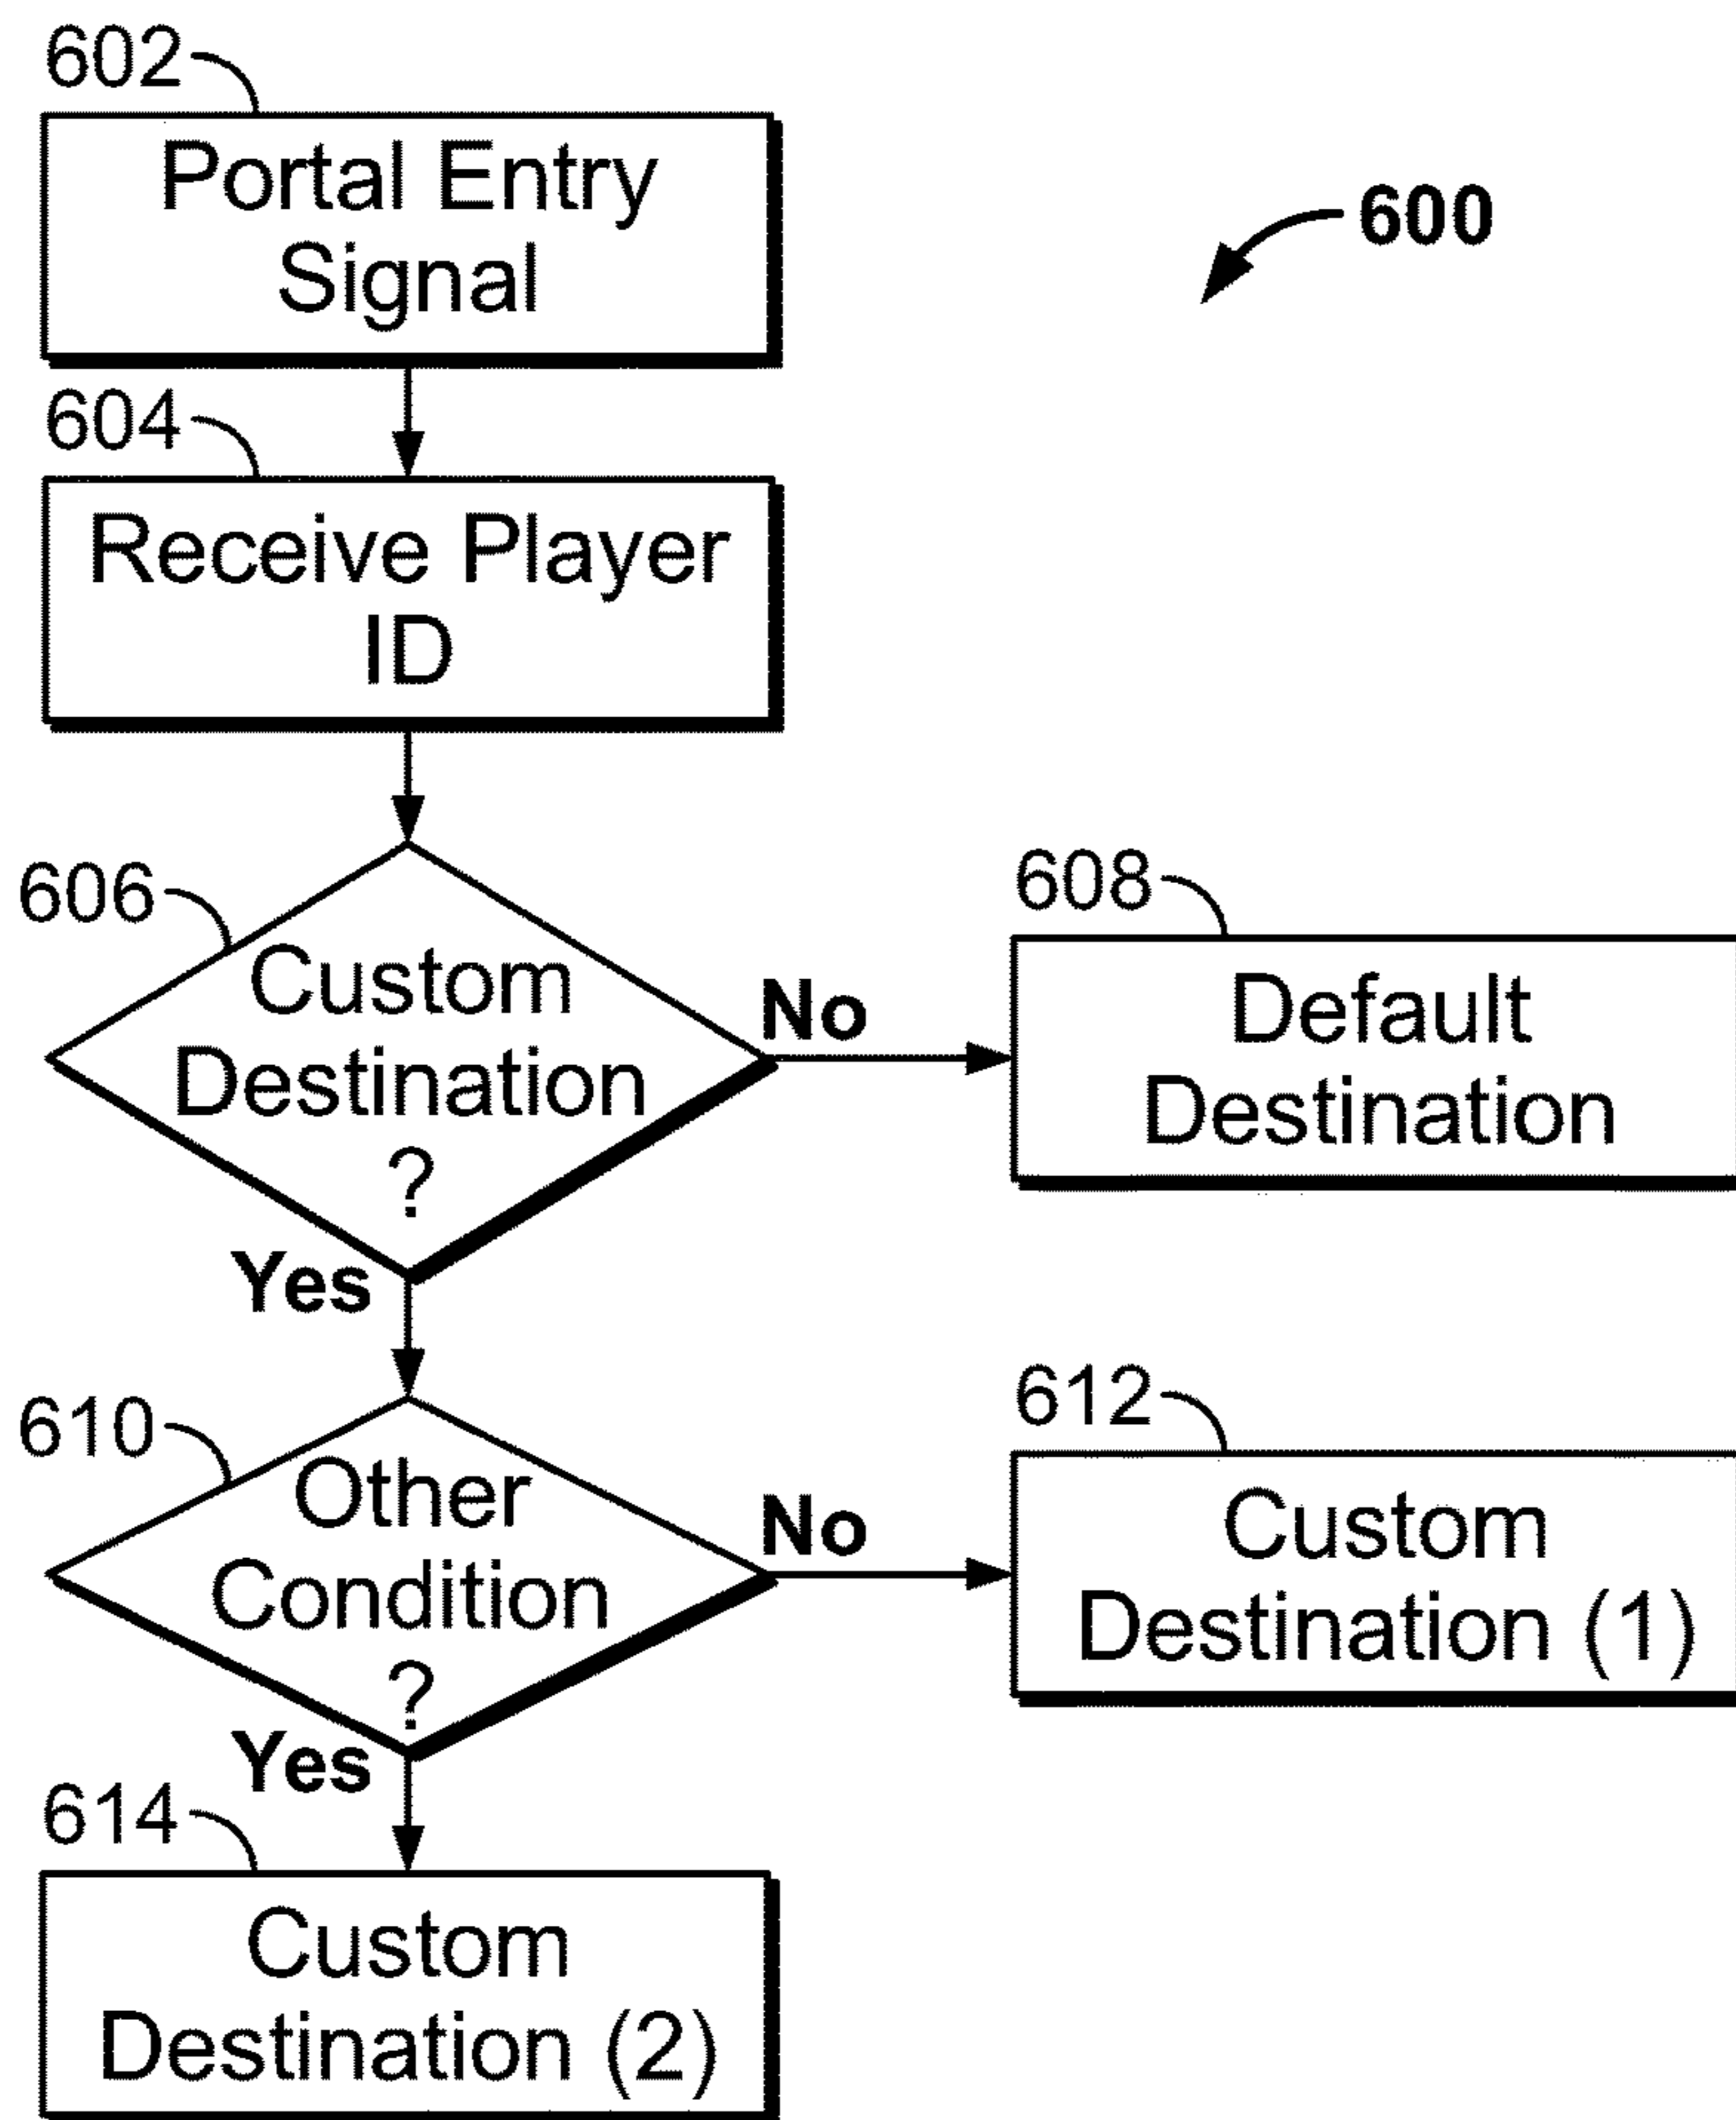 602
Portal Entry
Signal
600
604
Receive Player
ID
606
Custom
Destination
?
No
608
Default
Destination
Yes
610
Other
Condition
?
No
612
Custom
Destination (1)
Yes
614
Custom
Destination (2)